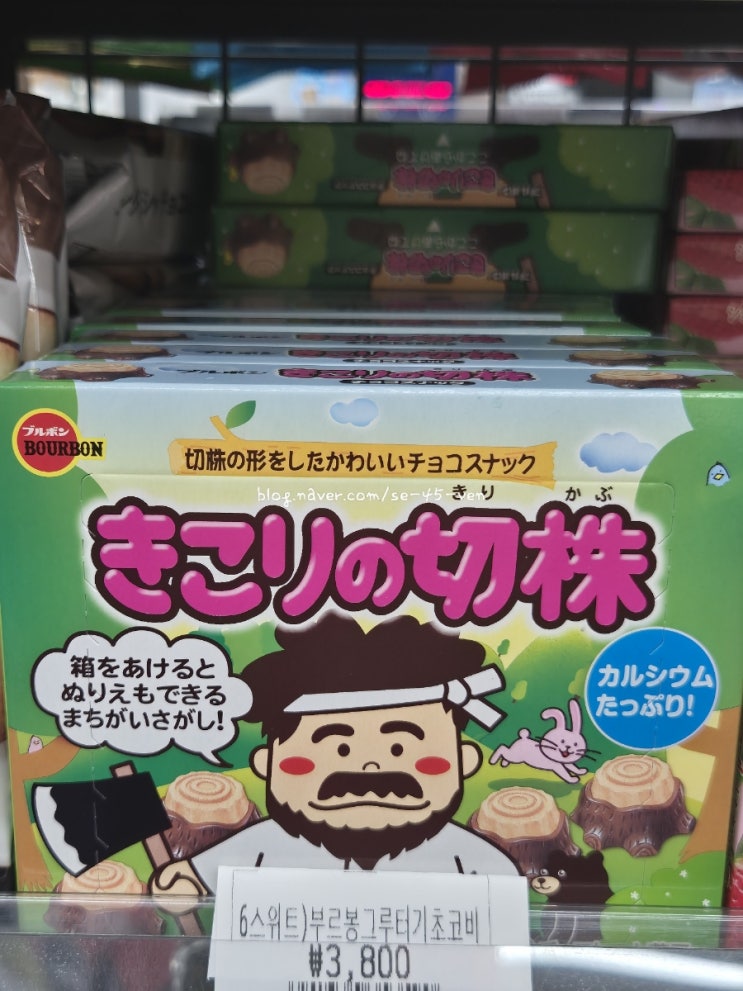 ブルボン
BOURBON
切株の形をしたかわいいチョコスナック
blog.naver.com/se-45-ven
きり かぶ
きこりの切株
箱をあけると
ぬりえもできる
まちがいさがし!
カルシウム
たっぷり!
6스위트)부르봉그루터기초코비
₩3,800